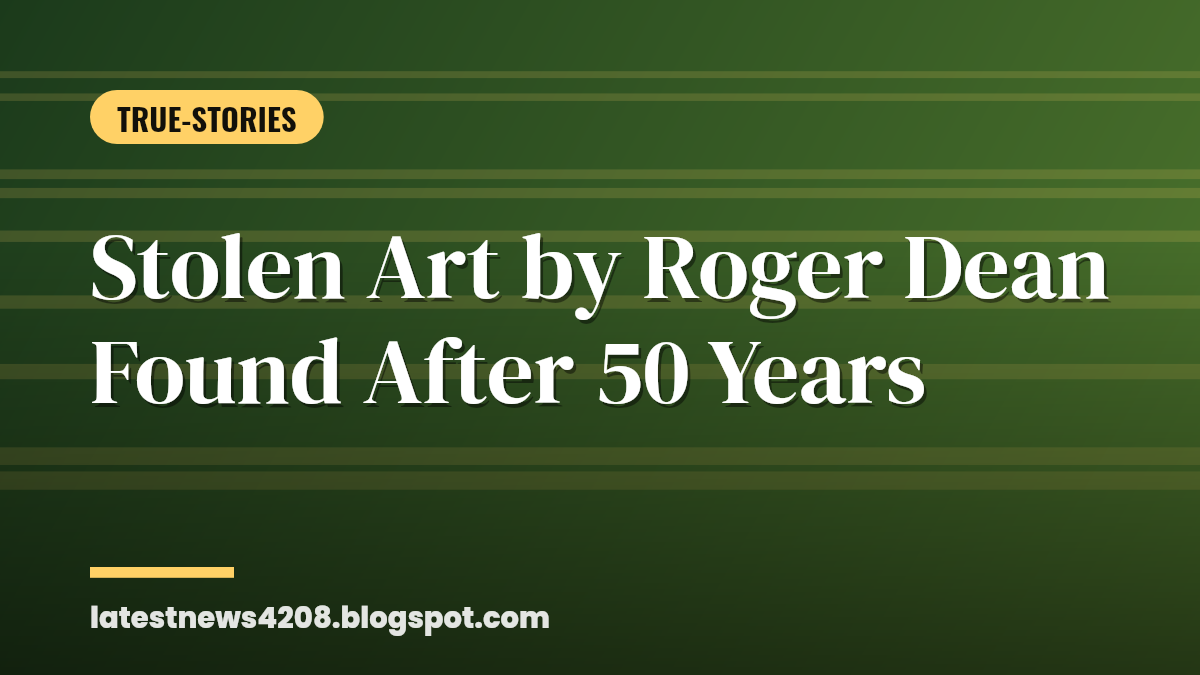 TRUE-STORIES
Stolen Art by Roger Dean
Found After 50 Years
latestnews4208.blogspot.com